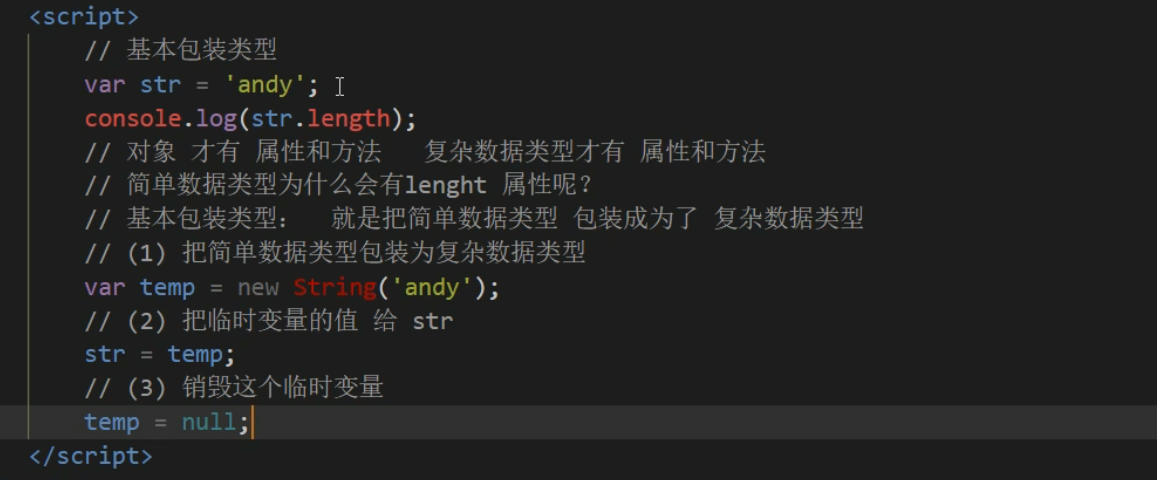 <script>
// 基本包装类型
var str = 'andy';
console.log(str.length);
// 对象 才有 属性和方法   复杂数据类型才有 属性和方法
// 简单数据类型为什么会有lenght 属性呢？
// 基本包装类型：  就是把简单数据类型 包装成为了 复杂数据类型
// (1) 把简单数据类型包装为复杂数据类型
var temp = new String('andy');
// (2) 把临时变量的值 给 str
str = temp;
// (3) 销毁这个临时变量
temp = null;
</script>